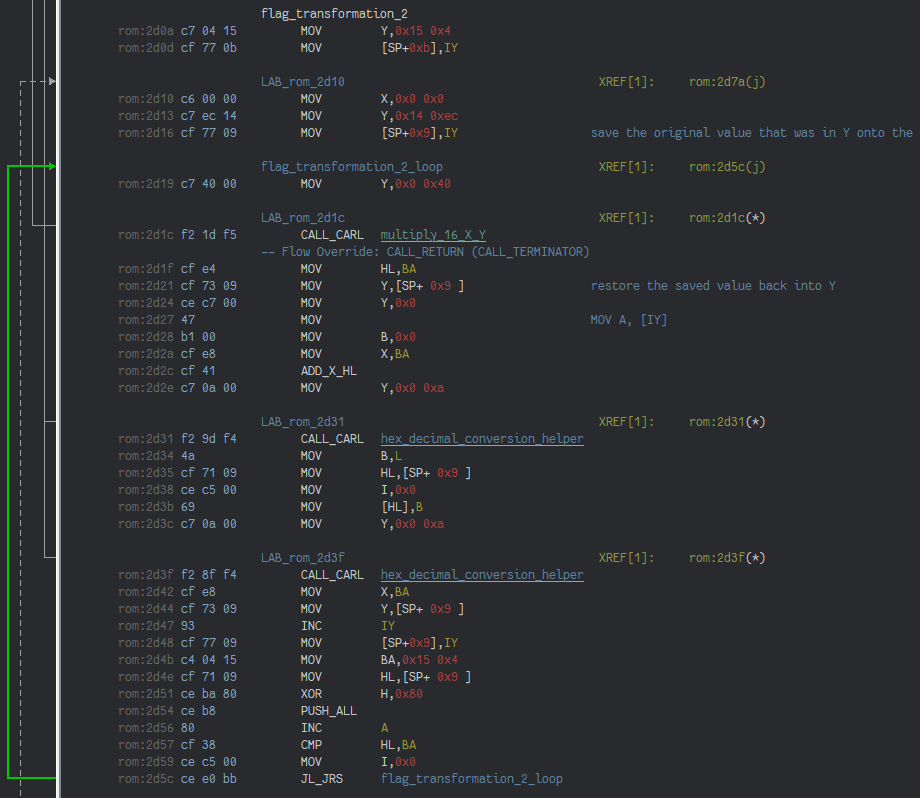 flag_transformation_2
rom:2d0a c7 04 15 MOV Y,0x15 0x4
rom:2d0d cf 77 0b MOV [SP+0xb],IY
LAB_rom_2d10 XREF[1]: rom:2d7a(j)
rom:2d10 c6 00 00 MOV X,0x0 0x0
rom:2d13 c7 ec 14 MOV Y,0x14 0xec
rom:2d16 cf 77 09 MOV [SP+0x9],IY save the original value that was in Y onto the
flag_transformation_2_loop XREF[1]: rom:2d5c(j)
rom:2d19 c7 40 00 MOV Y,0x0 0x40
LAB_rom_2d1c XREF[1]: rom:2d1c(*)
rom:2d1c f2 1d f5 CALL_CARL multiply_16_X_Y
-- Flow Override: CALL_RETURN (CALL_TERMINATOR)
rom:2d1f cf e4 MOV HL,BA
rom:2d21 cf 73 09 MOV Y,[SP+ 0x9 ] restore the saved value back into Y
rom:2d24 ce c7 00 MOV Y,0x0
rom:2d27 47 MOV MOV A, [IY]
rom:2d28 b1 00 MOV B,0x0
rom:2d2a cf e8 MOV X,BA
rom:2d2c cf 41 ADD_X_HL
rom:2d2e c7 0a 00 MOV Y,0x0 0xa
LAB_rom_2d31 XREF[1]: rom:2d31(*)
rom:2d31 f2 9d f4 CALL_CARL hex_decimal_conversion_helper
rom:2d34 4a MOV B,L
rom:2d35 cf 71 09 MOV HL,[SP+ 0x9 ]
rom:2d38 ce c5 00 MOV I,0x0
rom:2d3b 69 MOV [HL],B
rom:2d3c c7 0a 00 MOV Y,0x0 0xa
LAB_rom_2d3f XREF[1]: rom:2d3f(*)
rom:2d3f f2 8f f4 CALL_CARL hex_decimal_conversion_helper
rom:2d42 cf e8 MOV X,BA
rom:2d44 cf 73 09 MOV Y,[SP+ 0x9 ]
rom:2d47 93 INC IY
rom:2d48 cf 77 09 MOV [SP+0x9],IY
rom:2d4b c4 04 15 MOV BA,0x15 0x4
rom:2d4e cf 71 09 MOV HL,[SP+ 0x9 ]
rom:2d51 ce ba 80 XOR H,0x80
rom:2d54 ce b8 PUSH_ALL
rom:2d56 80 INC A
rom:2d57 cf 38 CMP HL,BA
rom:2d59 ce c5 00 MOV I,0x0
rom:2d5c ce e0 bb JL_JRS flag_transformation_2_loop